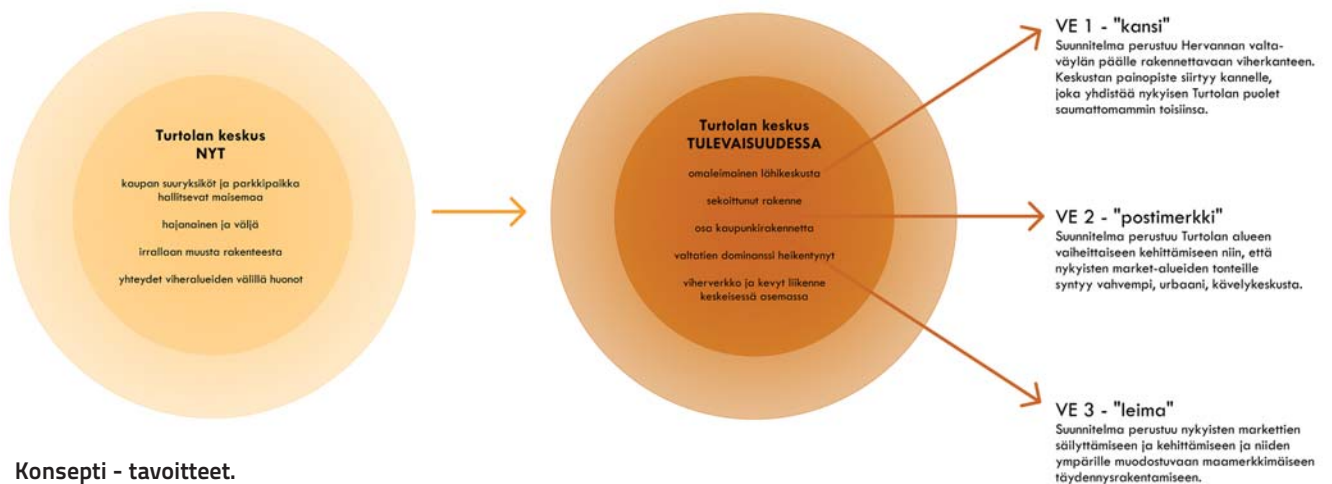 Turtolan keskus
NYT
kaupan suuryksiköt ja parkkipaikka
hallitsevat maisemaa
hajanainen ja väljä
irrallaan muusta rakenteesta
yhteydet viheralueiden välillä huonot
Turtolan keskus
TULEVAISUUDESSA
omaleimainen lähikeskusta
sekoittunut rakenne
osa kaupunkirakennetta
valtatien dominanssi heikentynyt
viherverkko ja kevyt liikenne
keskeisessä asemassa
VE 1 - "kansi"
Suunnitelma perustuu Hervannan valta-
väylän päälle rakennettavaan viherkanteen.
Keskustan painopiste siirtyy kannelle,
joka yhdistää nykyisen Turtolan puolet
saumattomammin toisiinsa.
VE 2 - "postimerkki"
Suunnitelma perustuu Turtolan alueen
vaiheittaiseen kehittämiseen niin, että
nykyisten market-alueiden tonteille
syntyy vahvempi, urbaani, kävelykeskusta.
VE 3 - "leima"
Suunnitelma perustuu nykyisten markettien
säilyttämiseen ja kehittämiseen ja niiden
ympärille muodostuvaan maamerkkimäiseen
täydennysrakentamiseen.
Konsepti - tavoitteet.